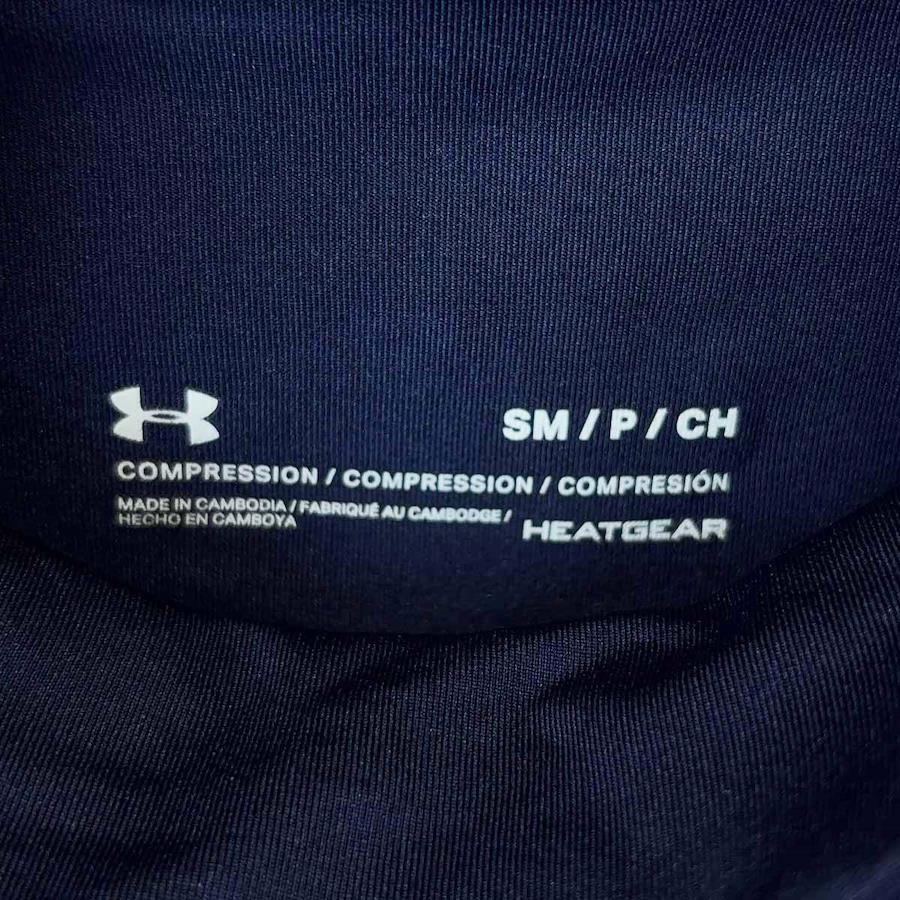 SM / P / CH
COMPRESSION / COMPRESSION / COMPRESIÓN
MADE IN CAMBODIA / FABRIQUÉ AU CAMBODGE /
HECHO EN CAMBOYA
HEATGEAR